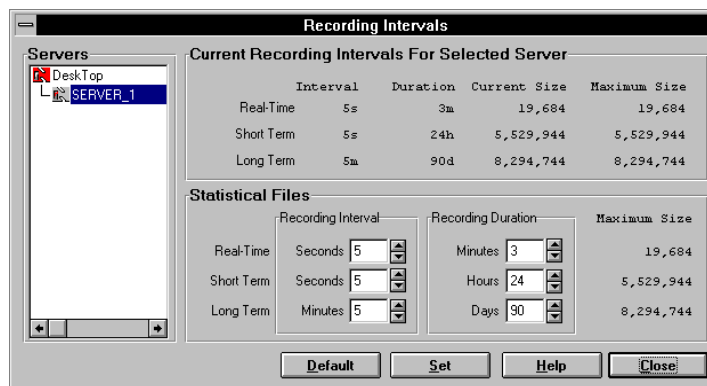 Recording Intervals
Servers
DeskTop
SERVER_1
Current Recording Intervals For Selected Server
Interval Duration Current Size Maximum Size
Real-Time 5s 3m 19,684 19,684
Short Term 5s 24h 5,529,944 5,529,944
Long Term 5m 90d 8,294,744 8,294,744
Statistical Files
Recording Interval Recording Duration Maximum Size
Real-Time Seconds 5 Minutes 3 19,684
Short Term Seconds 5 Hours 24 5,529,944
Long Term Minutes 5 Days 90 8,294,744
Default Set Help Close